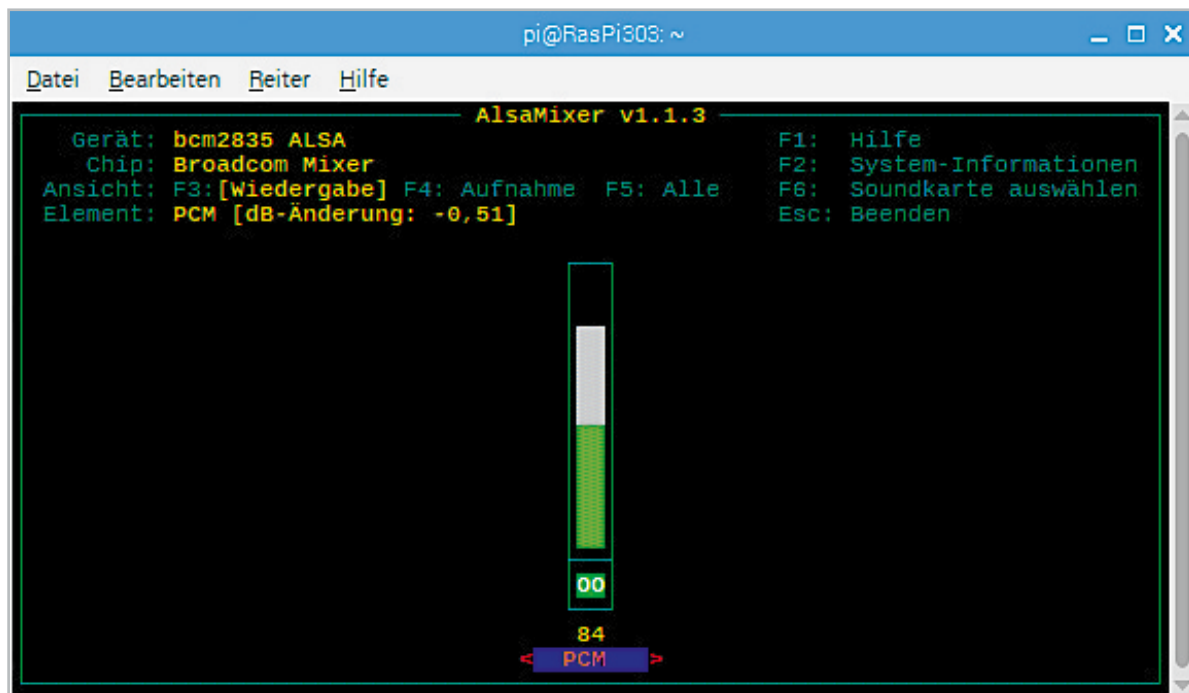 pi@RasPi303: ~
Datei Bearbeiten Reiter Hilfe
AlsaMixer v1.1.3
Gerät: bcm2835 ALSA F1: Hilfe
Chip: Broadcom Mixer F2: System-Informationen
Ansicht: F3:[Wiedergabe] F4: Aufnahme F5: Alle F6: Soundkarte auswählen
Element: PCM [dB-Änderung: -0,51] Esc: Beenden
OO
84
< PCM >